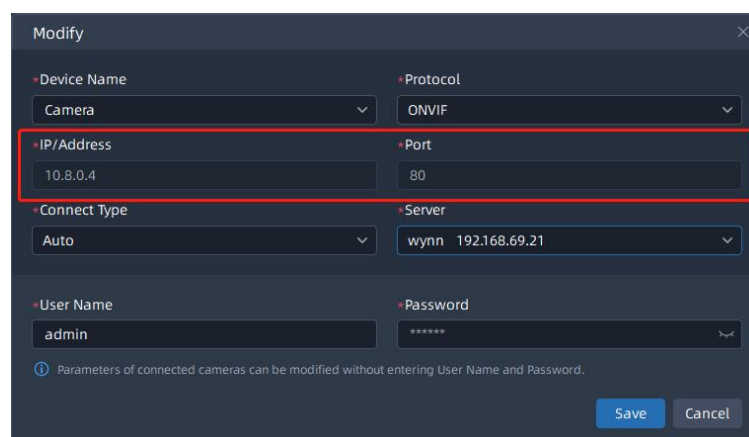 Modify
*Device Name *Protocol
Camera ONVIF
*IP/Address *Port
10.8.0.4 80
*Connect Type *Server
Auto wynn 192.168.69.21
*User Name *Password
admin ******
Parameters of connected cameras can be modified without entering User Name and Password.
Save Cancel